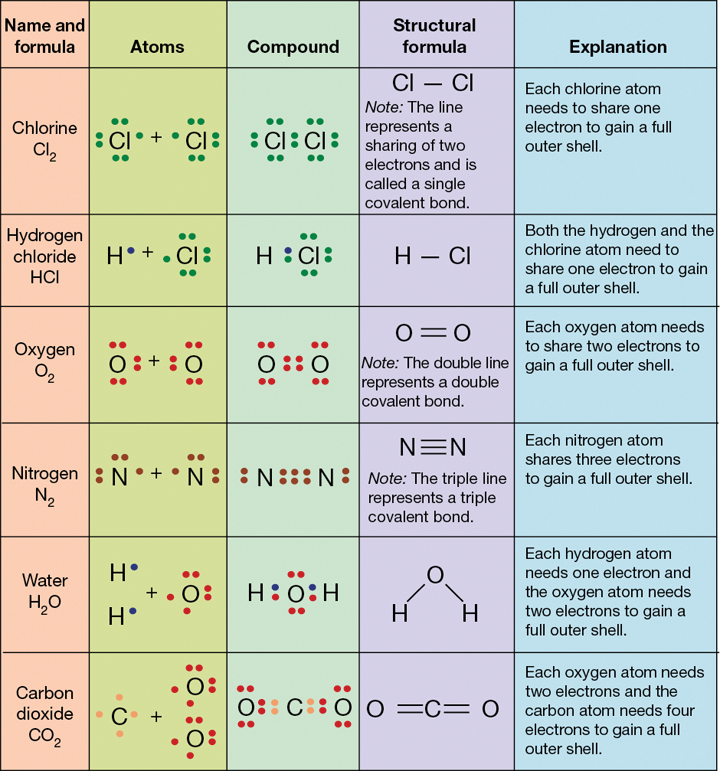 Name and
formula
Atoms
Compound
Structural
formula
Explanation
Chlorine
Cl2
Cl + Cl
Cl Cl
Cl — Cl
Note: The line
represents a
sharing of two
electrons and is
called a single
covalent bond.
Each chlorine atom
needs to share one
electron to gain a full
outer shell.
Hydrogen
chloride
HCl
H + Cl
H Cl
H — Cl
Both the hydrogen and the
chlorine atom need to
share one electron to gain
a full outer shell.
Oxygen
O2
O + O
O O
O = O
Note: The double line
represents a double
covalent bond.
Each oxygen atom needs
to share two electrons to
gain a full outer shell.
Nitrogen
N2
N + N
N N
N≡N
Note: The triple line
represents a triple
covalent bond.
Each nitrogen atom
shares three electrons
to gain a full outer shell.
Water
H2O
H
+ O
H
H O H
O
H H
Each hydrogen atom
needs one electron and
the oxygen atom needs
two electrons to gain a
full outer shell.
Carbon
dioxide
CO2
O
C +
O
O C O
O =C= O
Each oxygen atom needs
two electrons and the
carbon atom needs four
electrons to gain a full
outer shell.